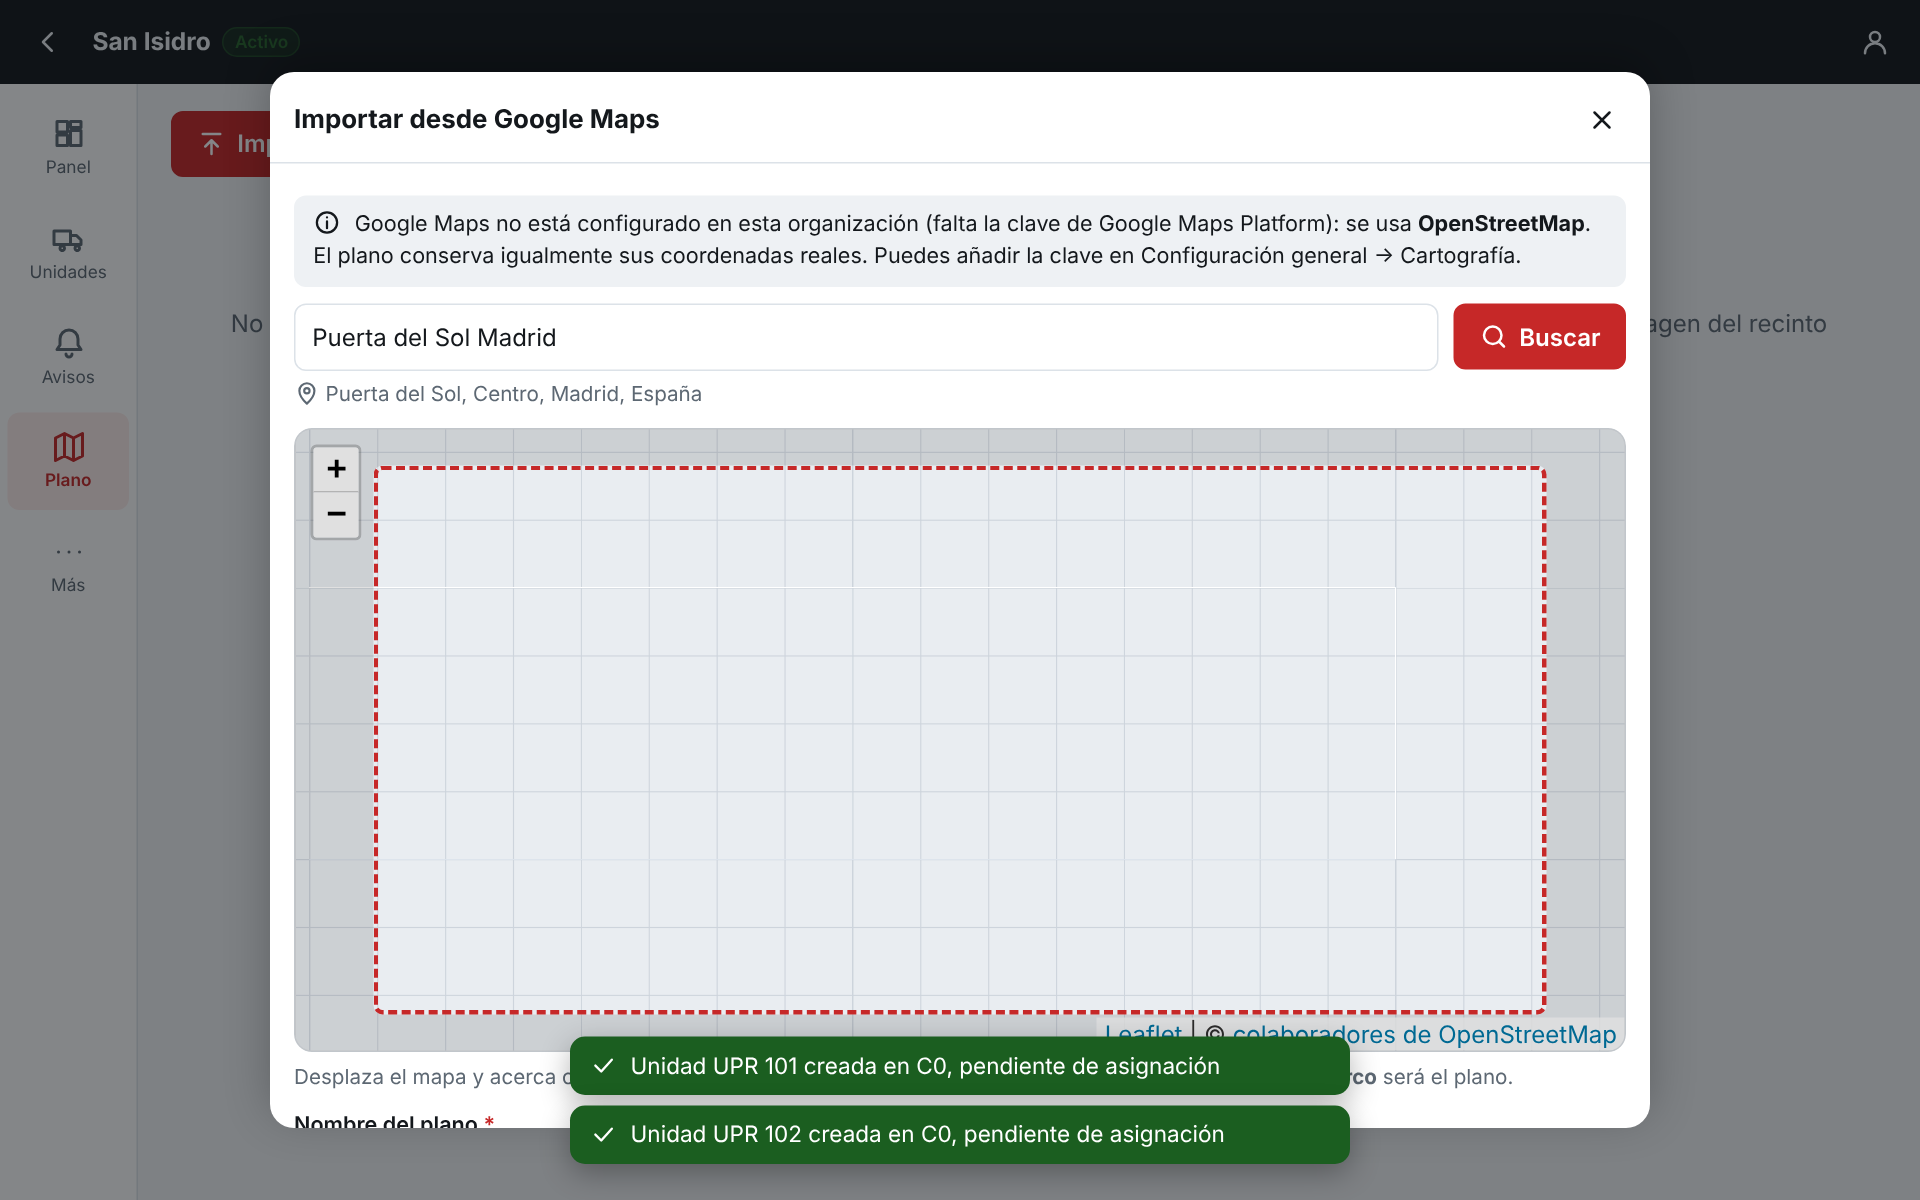 San Isidro Activo
Panel
Unidades
Avisos
Plano
Más
No
agen del recinto
Importar desde Google Maps
Google Maps no está configurado en esta organización (falta la clave de Google Maps Platform): se usa OpenStreetMap.
El plano conserva igualmente sus coordenadas reales. Puedes añadir la clave en Configuración general → Cartografía.
Puerta del Sol Madrid
Buscar
Puerta del Sol, Centro, Madrid, España
+
−
Leaflet | © colaboradores de OpenStreetMap
Desplaza el mapa y acerca
será el plano.
Nombre del plano *
Unidad UPR 101 creada en C0, pendiente de asignación
Unidad UPR 102 creada en C0, pendiente de asignación